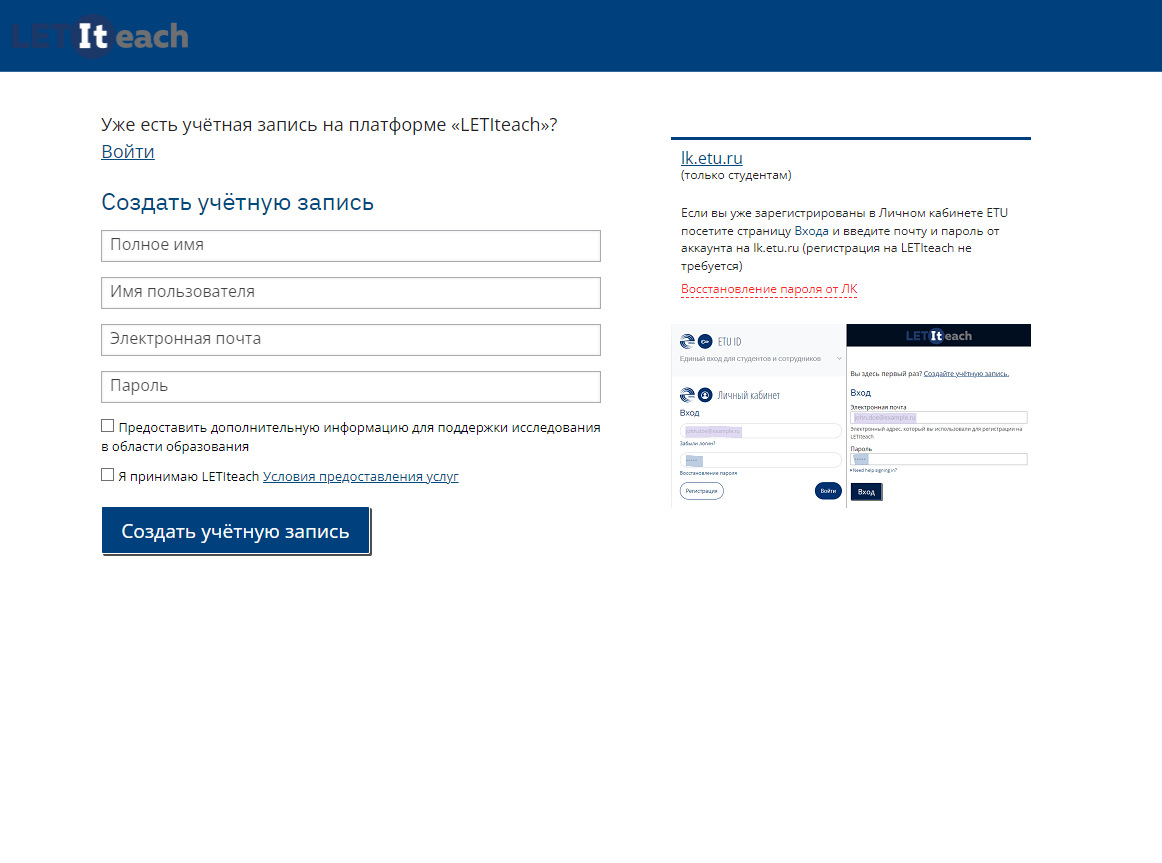 LETIteach
Уже есть учётная запись на платформе «LETIteach»?
Войти
Создать учётную запись
Полное имя
Имя пользователя
Электронная почта
Пароль
Предоставить дополнительную информацию для поддержки исследования
в области образования
Я принимаю LETIteach Условия предоставления услуг
Создать учётную запись
lk.etu.ru
(только студентам)
Если вы уже зарегистрированы в Личном кабинете ETU
посетите страницу Входа и введите почту и пароль от
аккаунта на lk.etu.ru (регистрация на LETIteach не
требуется)
Восстановление пароля от ЛК
ETU ID
Единый вход для студентов и сотрудников
Личный кабинет
Вход
john.doe@example.ru
Забыли логин?
•••••
Восстановление пароля
Регистрация
Войти
LETIteach
Вы здесь первый раз? Создайте учётную запись.
Вход
Электронная почта
john.doe@example.ru
Электронный адрес, который вы использовали для регистрации на
LETIteach
Пароль
•••••
Need help signing in?
Вход